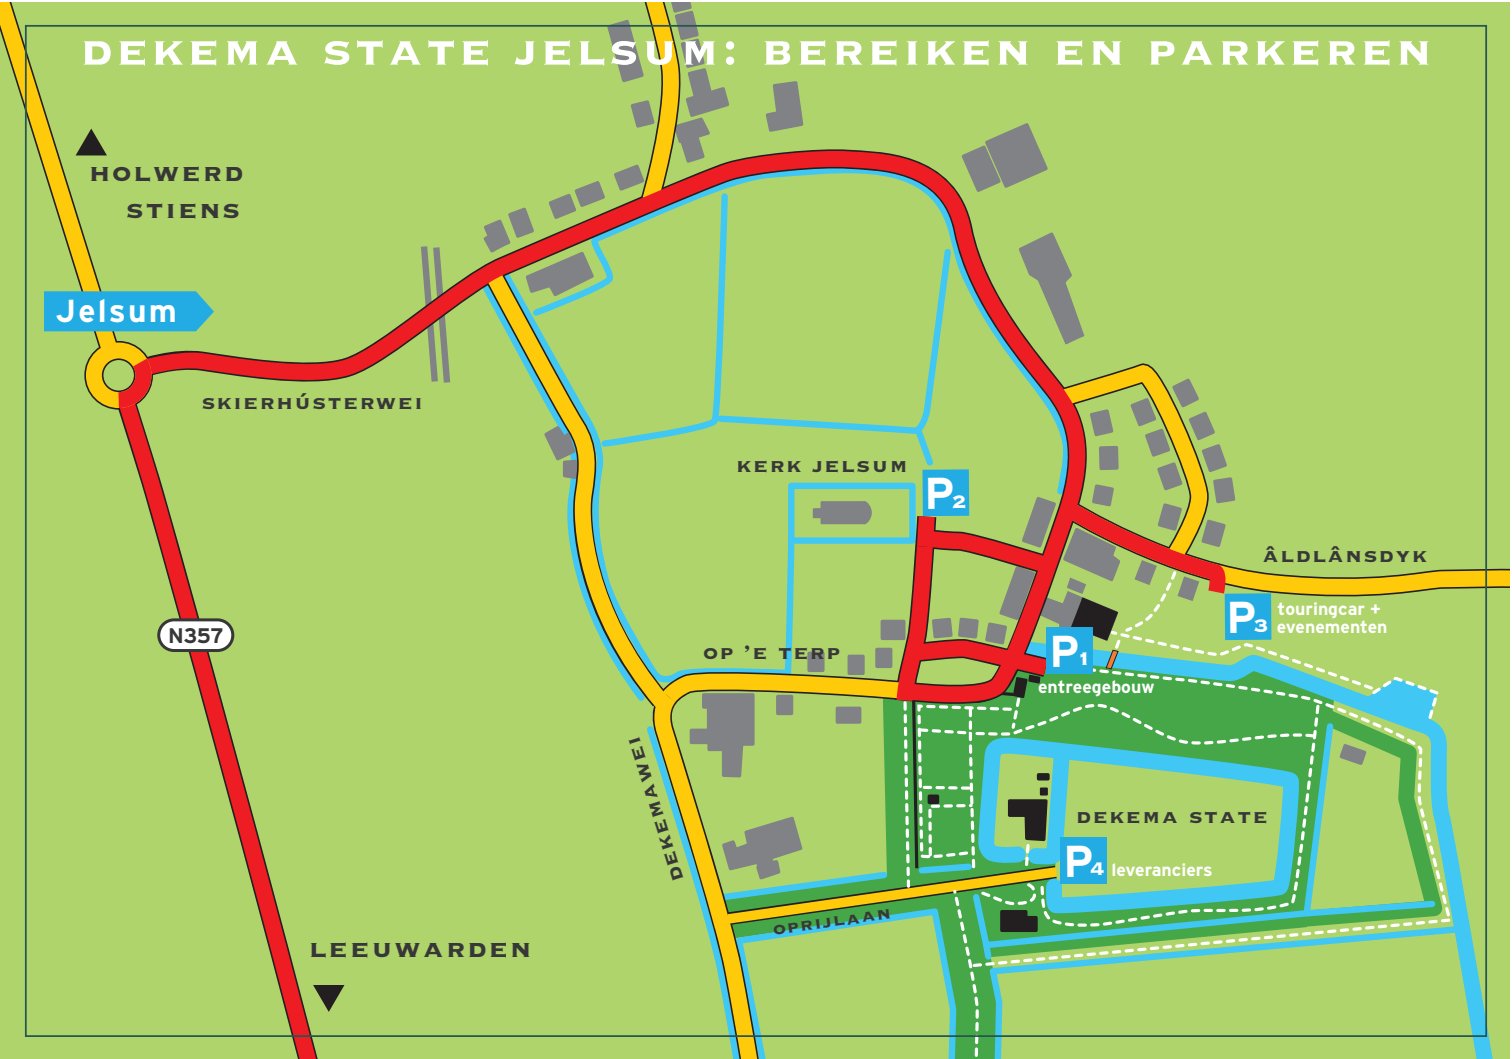 DEKEMA STATE JELSUM: BEREIKEN EN PARKEREN
HOLWERD
STIENS
Jelsum
SKIERHÚSTERWEI
KERK JELSUM
P2
ÂLDLÂNSDYK
P3 touringcar +
evenementen
N357
OP 'E TERP
P1
entreegebouw
DEKEMAWEI
DEKEMA STATE
P4 leveranciers
OPRIJLAAN
LEEUWARDEN